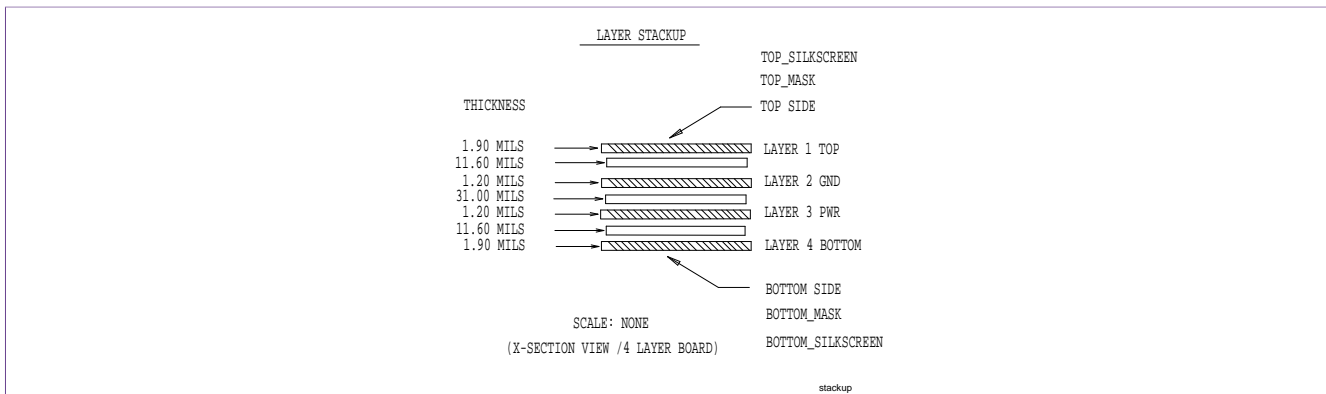 LAYER STACKUP
TOP_SILKSCREEN
TOP_MASK
THICKNESS
TOP SIDE
1.90 MILS
LAYER 1 TOP
11.60 MILS
1.20 MILS
LAYER 2 GND
31.00 MILS
1.20 MILS
LAYER 3 PWR
11.60 MILS
1.90 MILS
LAYER 4 BOTTOM
BOTTOM SIDE
BOTTOM_MASK
SCALE: NONE
BOTTOM_SILKSCREEN
(X-SECTION VIEW /4 LAYER BOARD)
stackup